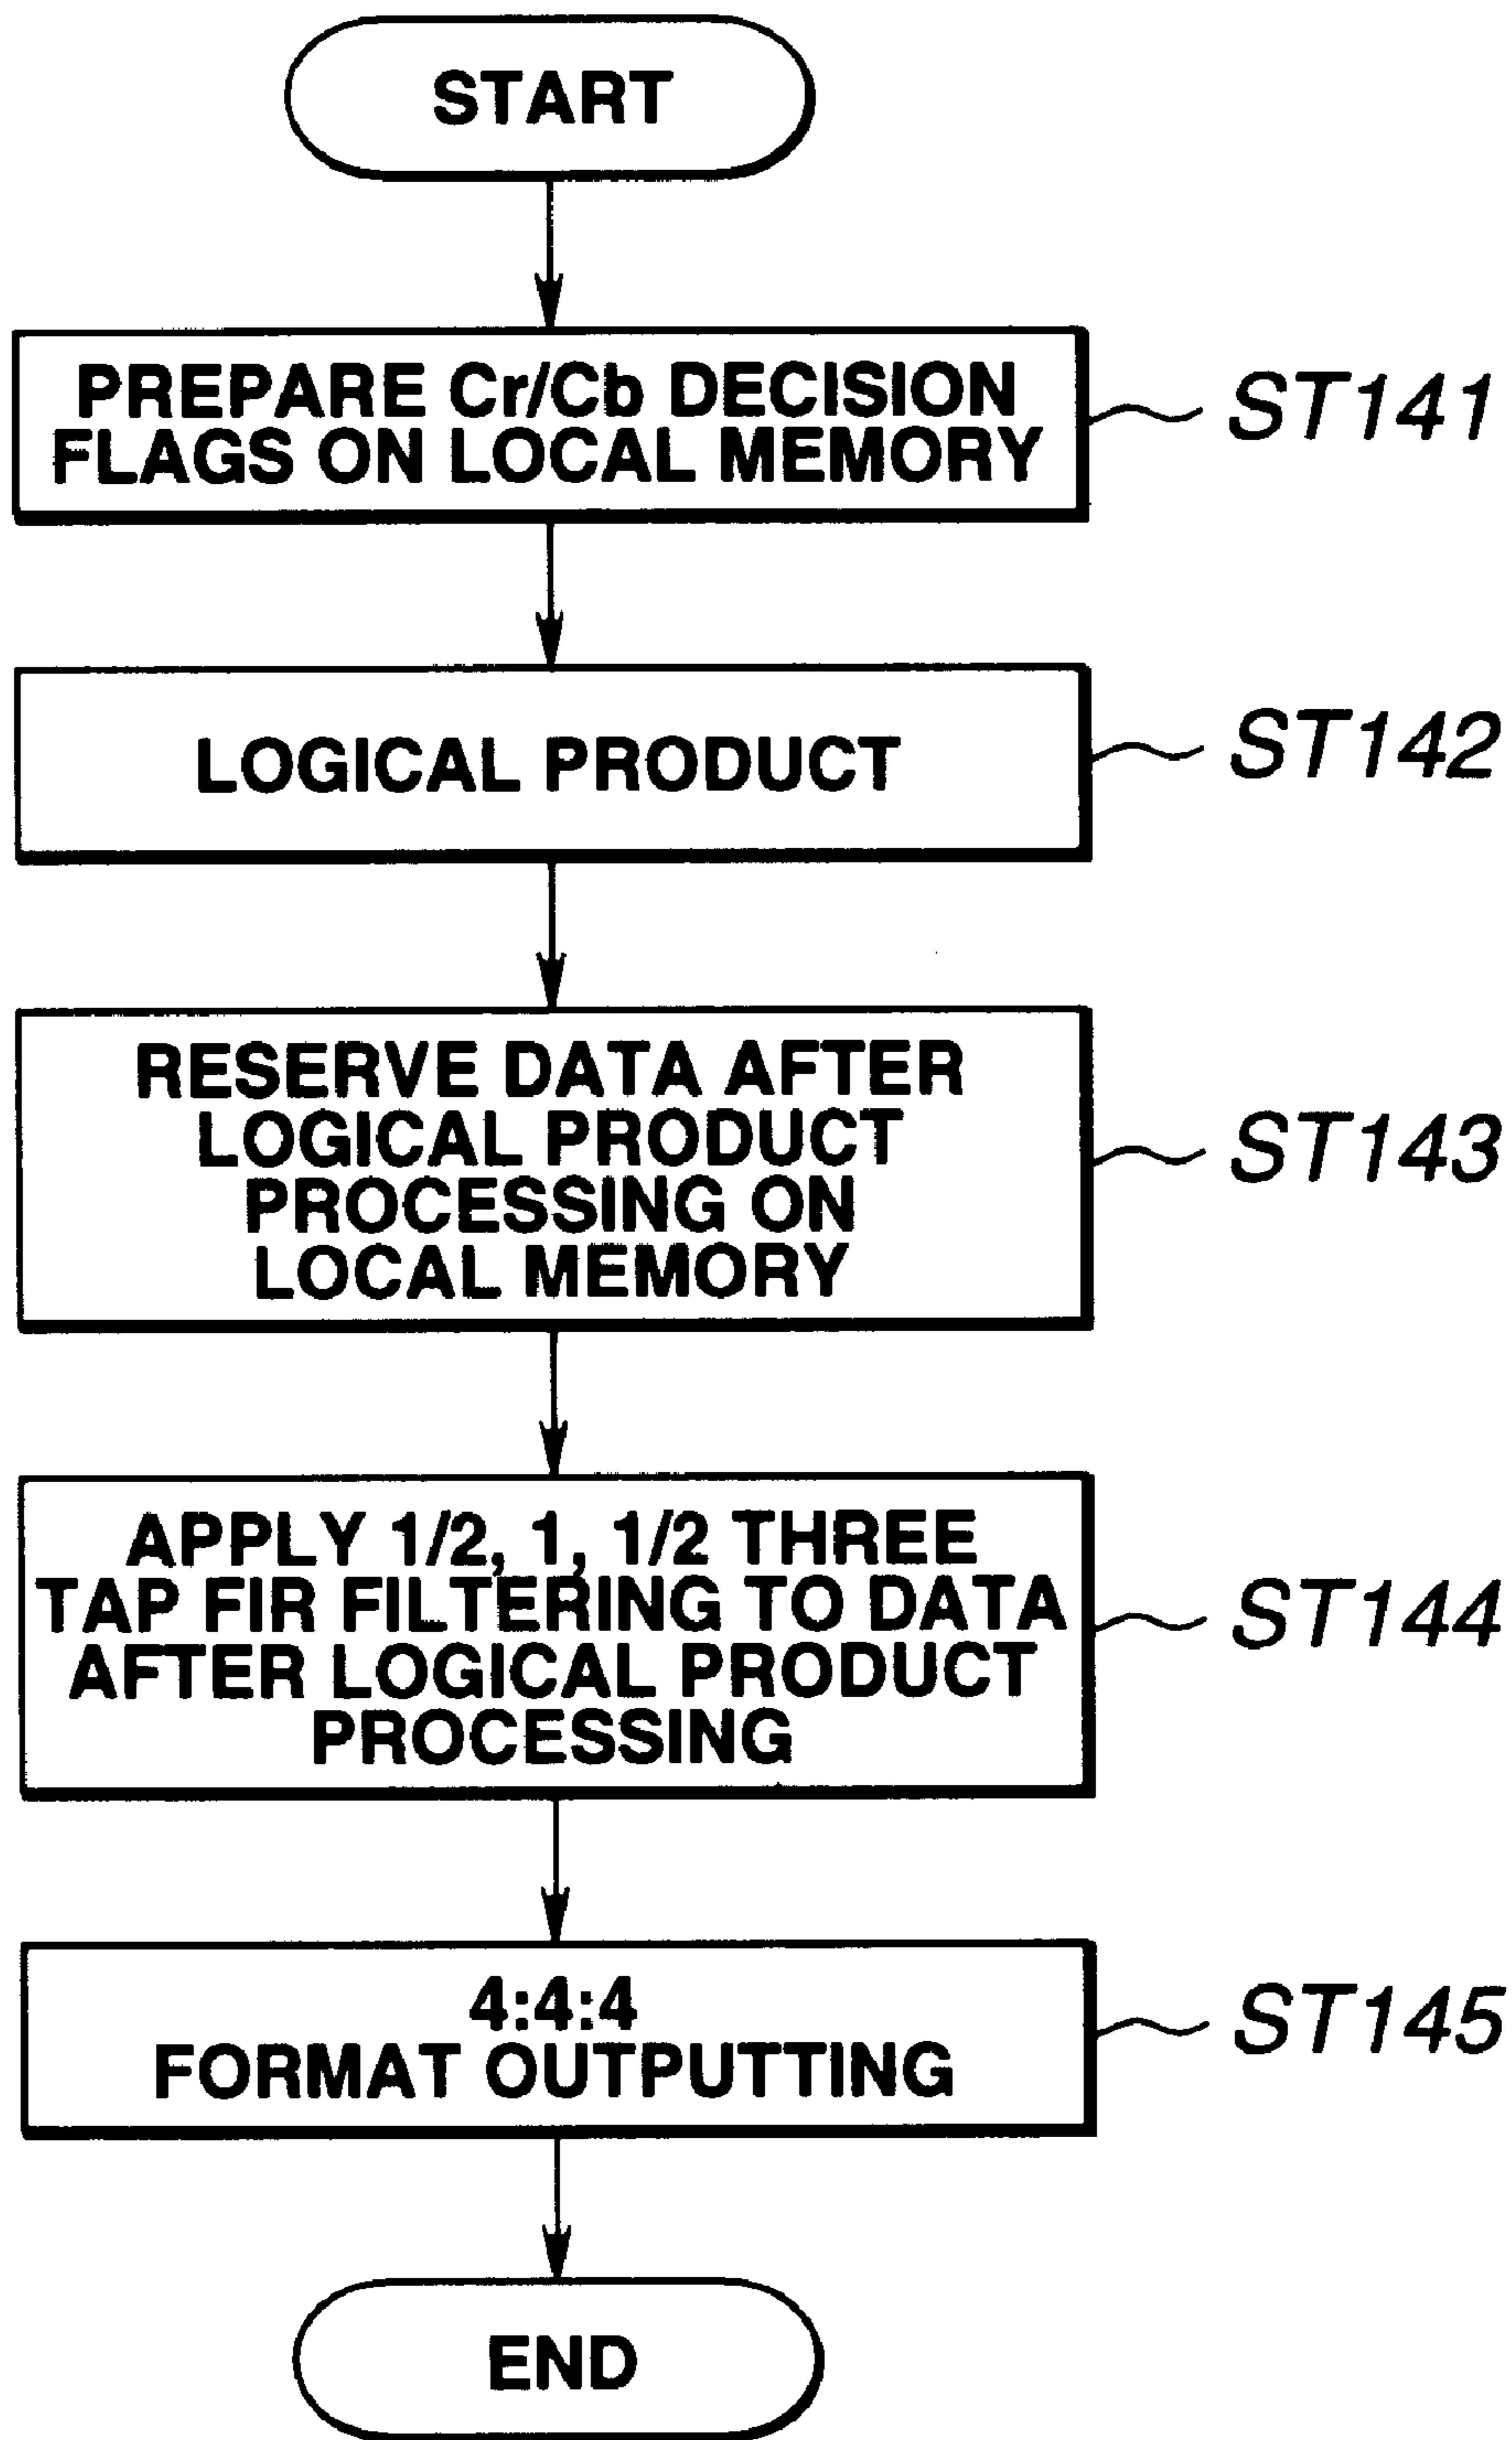 START
PREPARE Cr/Cb DECISION
FLAGS ON LOCAL MEMORY
ST141
LOGICAL PRODUCT
ST142
RESERVE DATA AFTER
LOGICAL PRODUCT
PROCESSING ON
LOCAL MEMORY
ST143
APPLY 1/2, 1, 1/2 THREE
TAP FIR FILTERING TO DATA
AFTER LOGICAL PRODUCT
PROCESSING
ST144
4:4:4
FORMAT OUTPUTTING
ST145
END